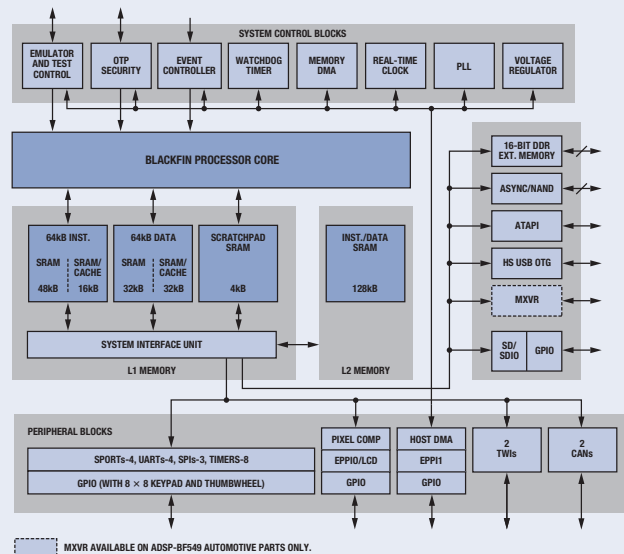 SYSTEM CONTROL BLOCKS
EMULATOR
AND TEST
CONTROL
OTP
SECURITY
EVENT
CONTROLLER
WATCHDOG
TIMER
MEMORY
DMA
REAL-TIME
CLOCK
PLL
VOLTAGE
REGULATOR
BLACKFIN PROCESSOR CORE
64kB INST.
SRAM
SRAM/
CACHE
48kB
16kB
64kB DATA
SRAM
SRAM/
CACHE
32kB
32kB
SCRATCHPAD
SRAM
4kB
SYSTEM INTERFACE UNIT
L1 MEMORY
INST./DATA
SRAM
128kB
L2 MEMORY
16-BIT DDR
EXT. MEMORY
ASYNC/NAND
ATAPI
HS USB OTG
MXVR
SD/
SDIO
GPIO
PERIPHERAL BLOCKS
SPORTs-4, UARTs-4, SPIs-3, TIMERS-8
GPIO (WITH 8 × 8 KEYPAD AND THUMBWHEEL)
PIXEL COMP
EPPIO/LCD
GPIO
HOST DMA
EPPI1
GPIO
2
TWIs
2
CANs
MXVR AVAILABLE ON ADSP-BF549 AUTOMOTIVE PARTS ONLY.